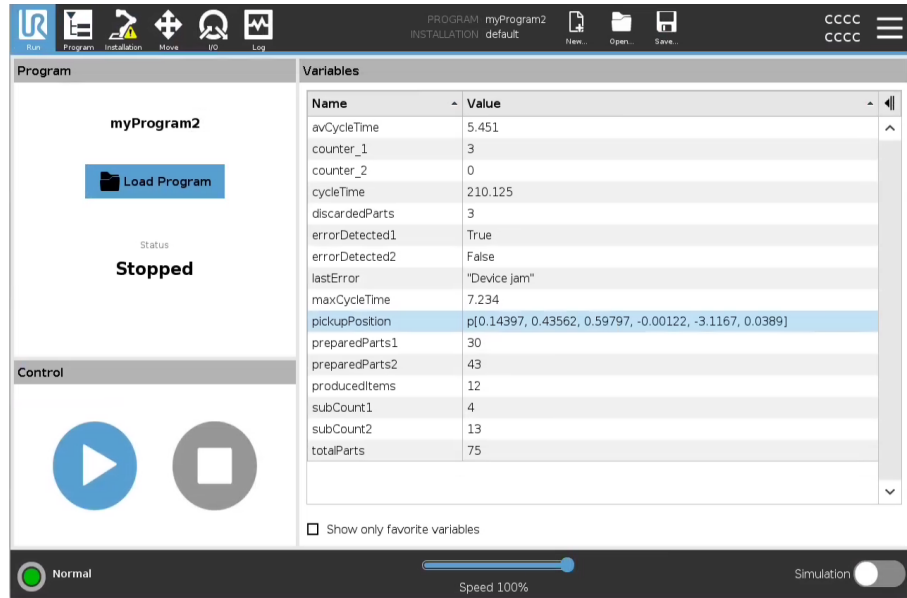 UR
PROGRAM myProgram2
INSTALLATION default
CCCC
CCCC
Run Program Installation Move I/O Log New... Open... Save...
Program
Variables
myProgram2
Load Program
Status
Stopped
Name Value
avCycleTime 5.451
counter_1 3
counter_2 0
cycleTime 210.125
discardedParts 3
errorDetected1 True
errorDetected2 False
lastError "Device jam"
maxCycleTime 7.234
pickupPosition p[0.14397, 0.43562, 0.59797, -0.00122, -3.1167, 0.0389]
preparedParts1 30
preparedParts2 43
producedItems 12
subCount1 4
subCount2 13
totalParts 75
Control
Show only favorite variables
Normal
Speed 100%
Simulation